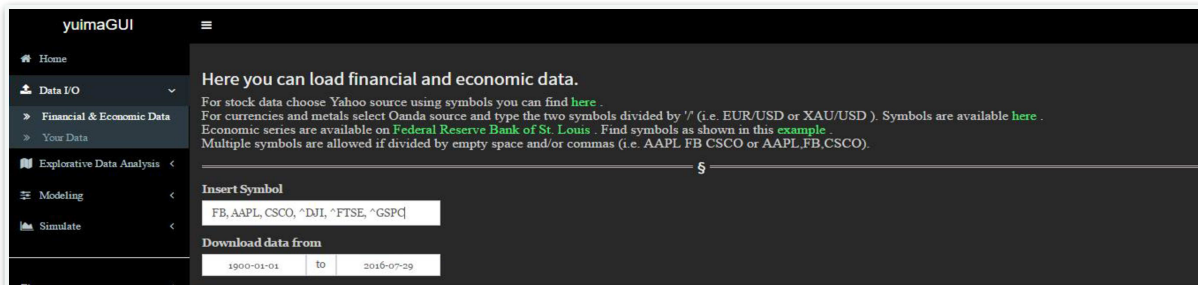 yuimaGUI
Home
Data I/O
» Financial & Economic Data
» Your Data
Explorative Data Analysis
Modeling
Simulate
Here you can load financial and economic data.
For stock data choose Yahoo source using symbols you can find here .
For currencies and metals select Oanda source and type the two symbols divided by '/' (i.e. EUR/USD or XAU/USD ). Symbols are available here .
Economic series are available on Federal Reserve Bank of St. Louis . Find symbols as shown in this example .
Multiple symbols are allowed if divided by empty space and/or commas (i.e. AAPL FB CSCO or AAPL,FB,CSCO).
§
Insert Symbol
FB, AAPL, CSCO, ^DJI, ^FTSE, ^GSPC
Download data from
1900-01-01 to 2016-07-29